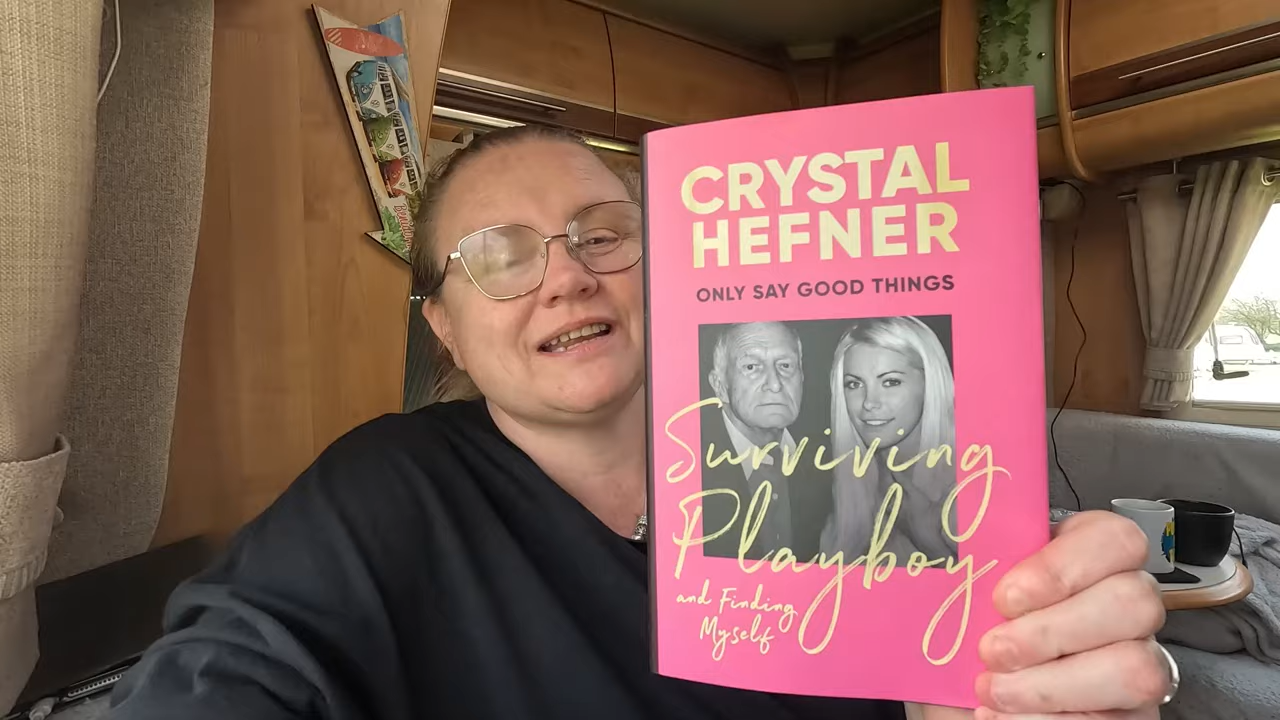 CRYSTAL
HEFNER
ONLY SAY GOOD THINGS
Surviving
Playboy
and Finding
Myself